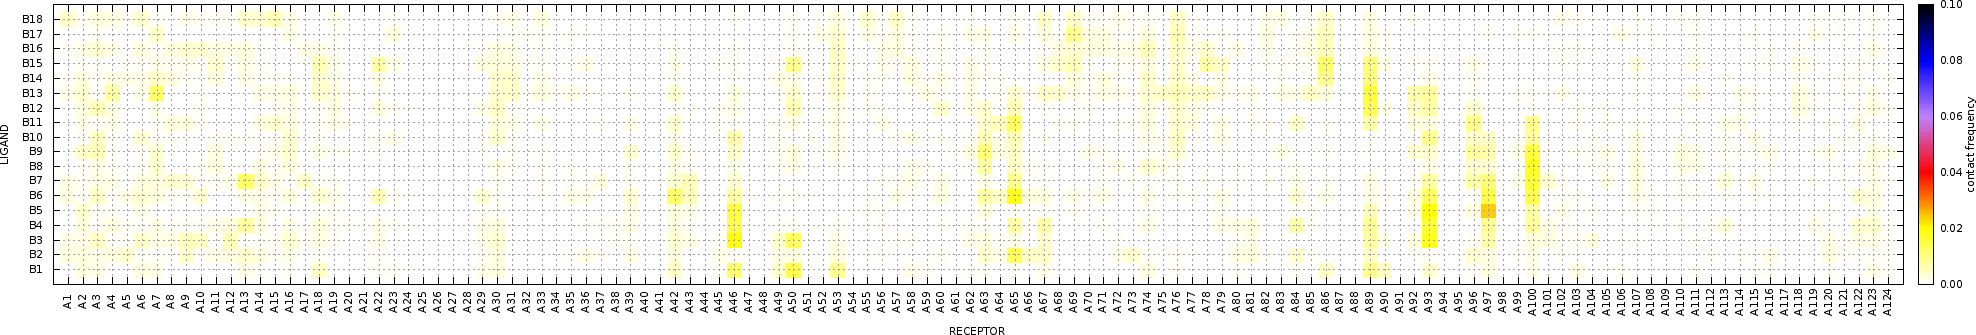 B18
B17
B16
B15
B14
B13
B12
B11
B10
B9
B8
B7
B6
B5
B4
B3
B2
B1
LIGAND
A1 A2 A3 A4 A5 A6 A7 A8 A9 A10 A11 A12 A13 A14 A15 A16 A17 A18 A19 A20 A21 A22 A23 A24 A25 A26 A27 A28 A29 A30 A31 A32 A33 A34 A35 A36 A37 A38 A39 A40 A41 A42 A43 A44 A45 A46 A47 A48 A49 A50 A51 A52 A53 A54 A55 A56 A57 A58 A59 A60 A61 A62 A63 A64 A65 A66 A67 A68 A69 A70 A71 A72 A73 A74 A75 A76 A77 A78 A79 A80 A81 A82 A83 A84 A85 A86 A87 A88 A89 A90 A91 A92 A93 A94 A95 A96 A97 A98 A99 A100 A101 A102 A103 A104 A105 A106 A107 A108 A109 A110 A111 A112 A113 A114 A115 A116 A117 A118 A119 A120 A121 A122 A123 A124
RECEPTOR
0.10
0.08
0.06
0.04
0.02
0.00
contact frequency